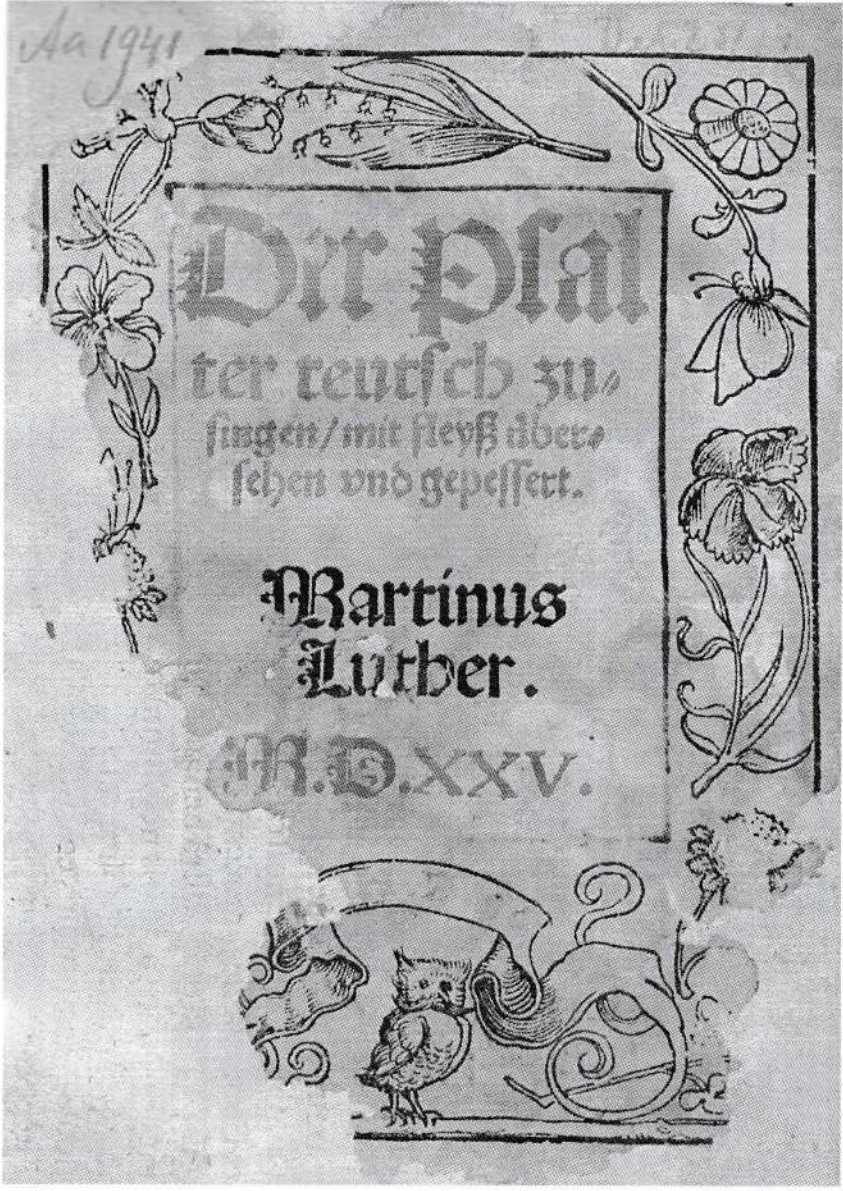 Aa 1941
Der Psal
ter teutsch zu⸗
singen/mit fleyß über⸗
sehen vnd gepessert.
Martinus
Luther.
M.D.XXV.